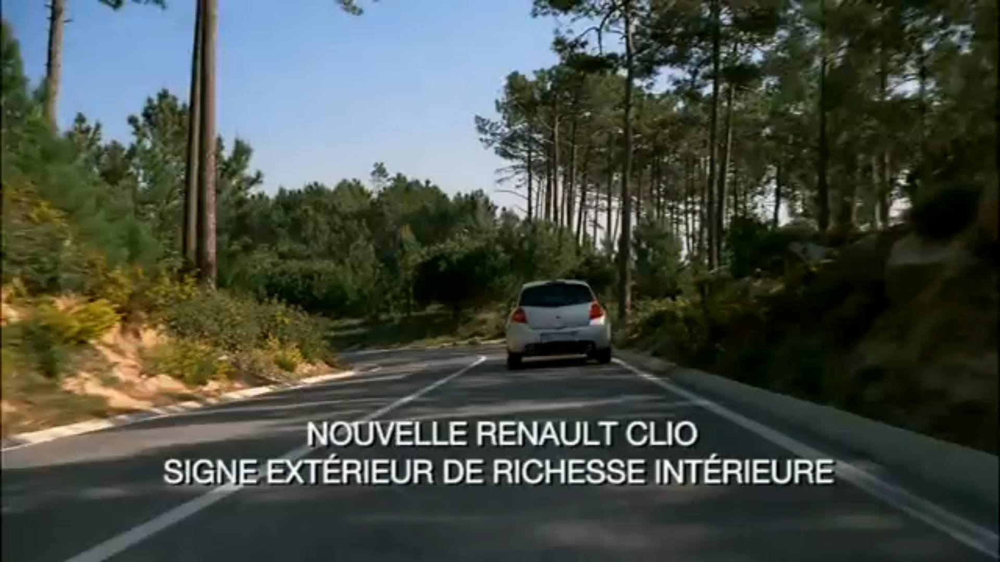 NOUVELLE RENAULT CLIO
SIGNE EXTÉRIEUR DE RICHESSE INTÉRIEURE